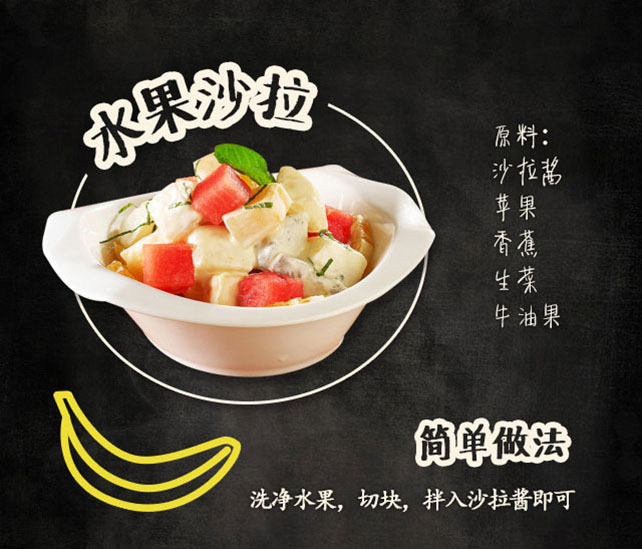 水果沙拉
原料：
沙拉酱
苹果
香蕉
生菜
牛油果
简单做法
洗净水果，切块，拌入沙拉酱即可